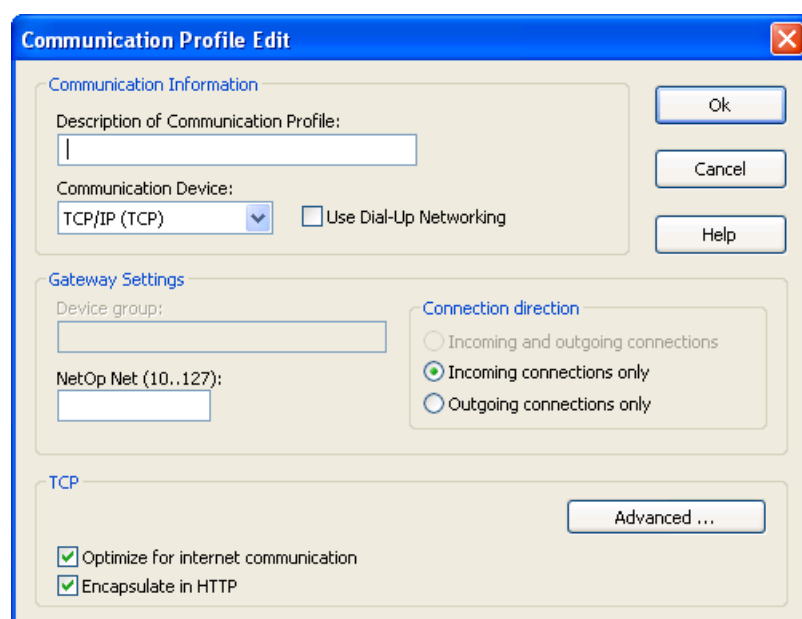 Communication Profile Edit
Communication Information
Description of Communication Profile:
Communication Device:
TCP/IP (TCP)
Use Dial-Up Networking
Ok
Cancel
Help
Gateway Settings
Device group:
NetOp Net (10..127):
Connection direction
Incoming and outgoing connections
Incoming connections only
Outgoing connections only
TCP
Advanced ...
Optimize for internet communication
Encapsulate in HTTP